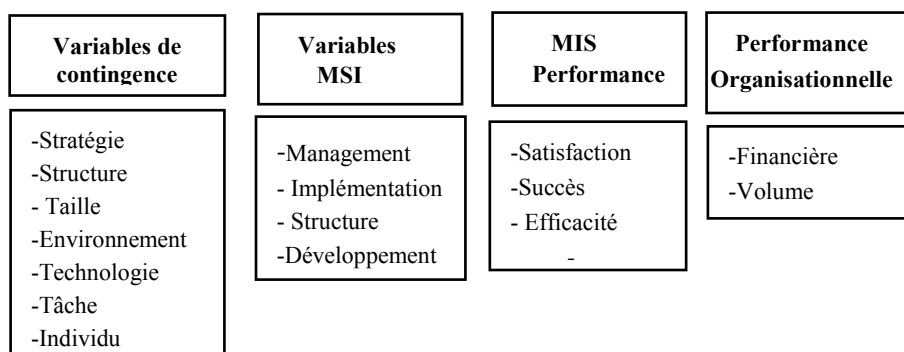 Variables de
contingence
-Stratégie
-Structure
- Taille
-Environnement
-Technologie
-Tâche
-Individu
Variables
MSI
-Management
- Implémentation
- Structure
-Développement
MIS
Performance
-Satisfaction
-Succès
- Efficacité
-
Performance
Organisationnelle
-Financière
-Volume